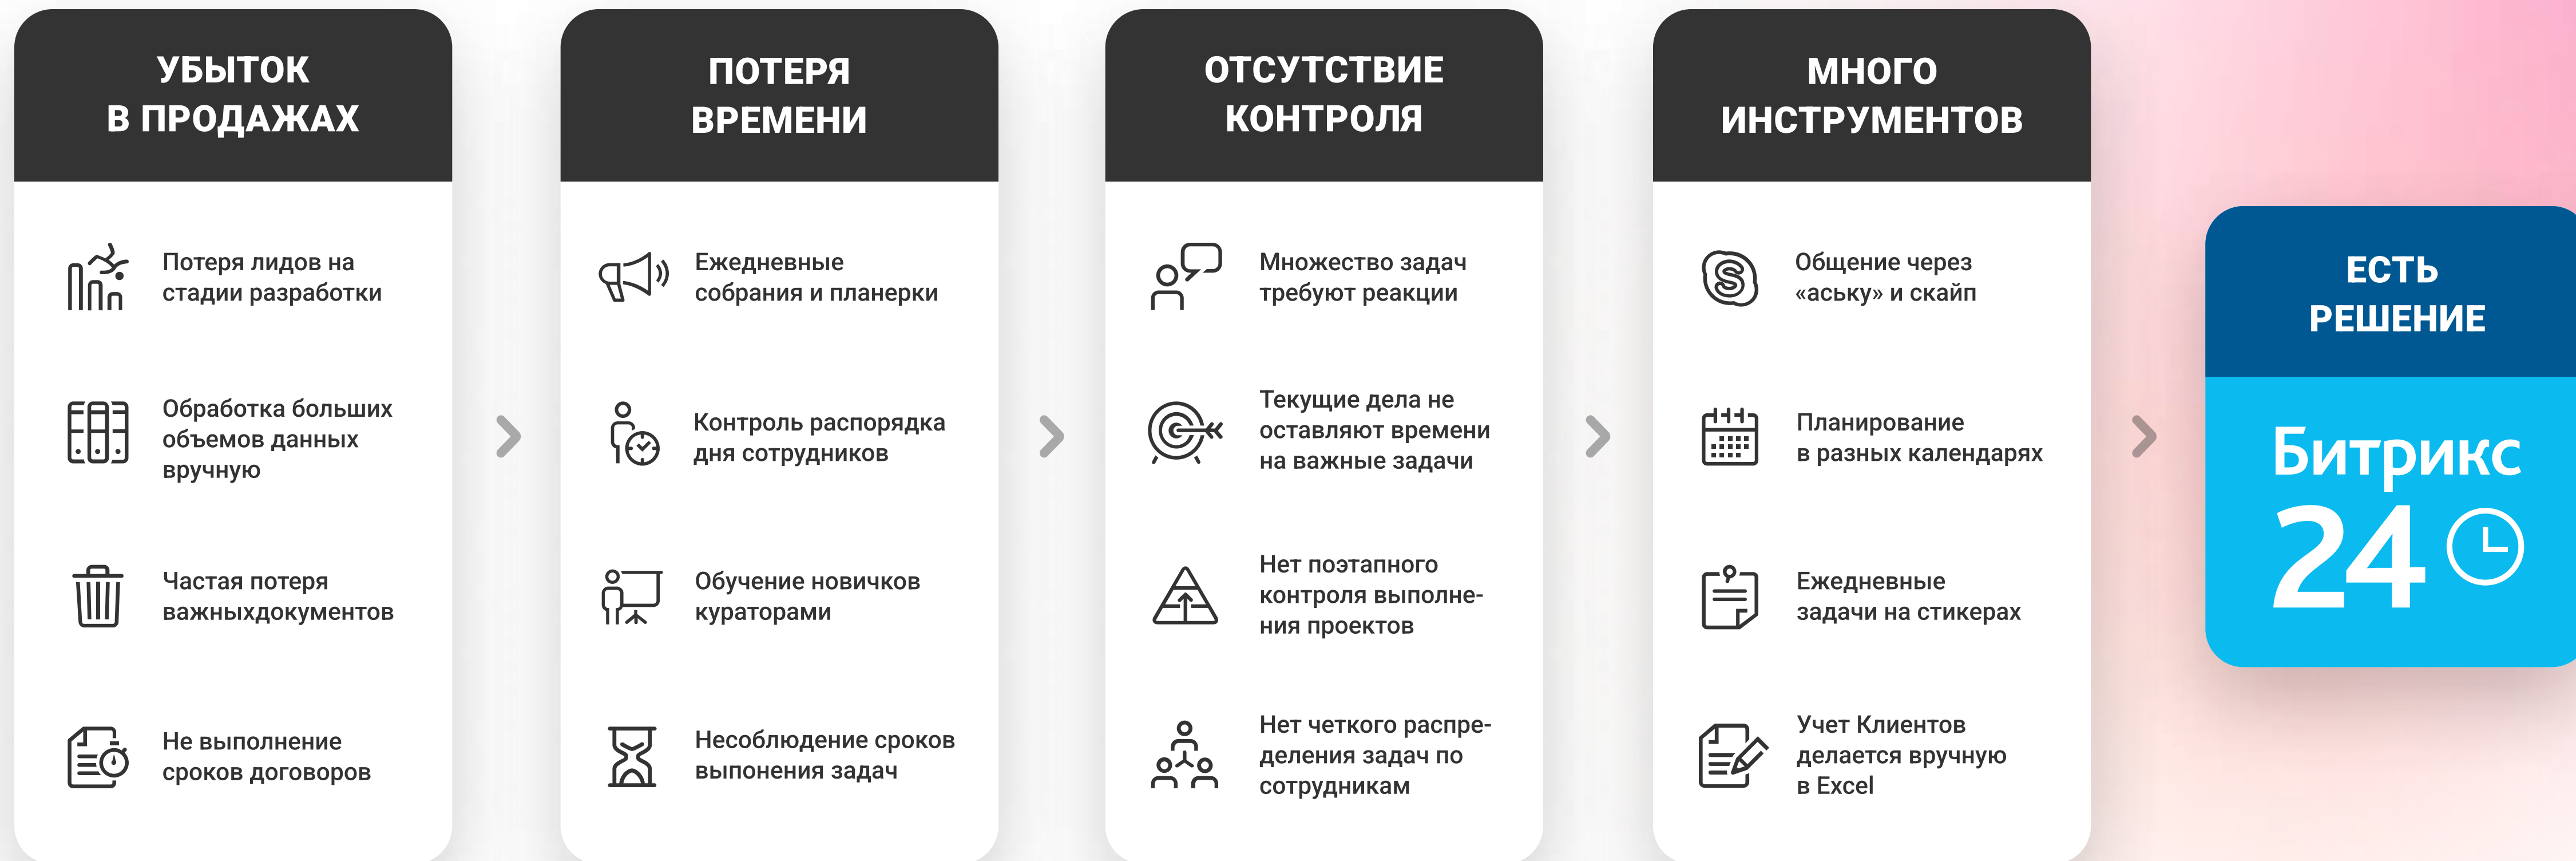 УБЫТОК
В ПРОДАЖАХ
Потеря лидов на
стадии разработки
Обработка больших
объемов данных
вручную
Частая потеря
важныхдокументов
Не выполнение
сроков договоров
ПОТЕРЯ
ВРЕМЕНИ
Ежедневные
собрания и планерки
Контроль распорядка
дня сотрудников
Обучение новичков
кураторами
Несоблюдение сроков
выпонения задач
ОТСУТСТВИЕ
КОНТРОЛЯ
Множество задач
требуют реакции
Текущие дела не
оставляют времени
на важные задачи
Нет поэтапного
контроля выполне-
ния проектов
Нет четкого распре-
деления задач по
сотрудникам
МНОГО
ИНСТРУМЕНТОВ
Общение через
«аську» и скайп
Планирование
в разных календарях
Ежедневные
задачи на стикерах
Учет Клиентов
делается вручную
в Excel
ЕСТЬ
РЕШЕНИЕ
Битрикс
24